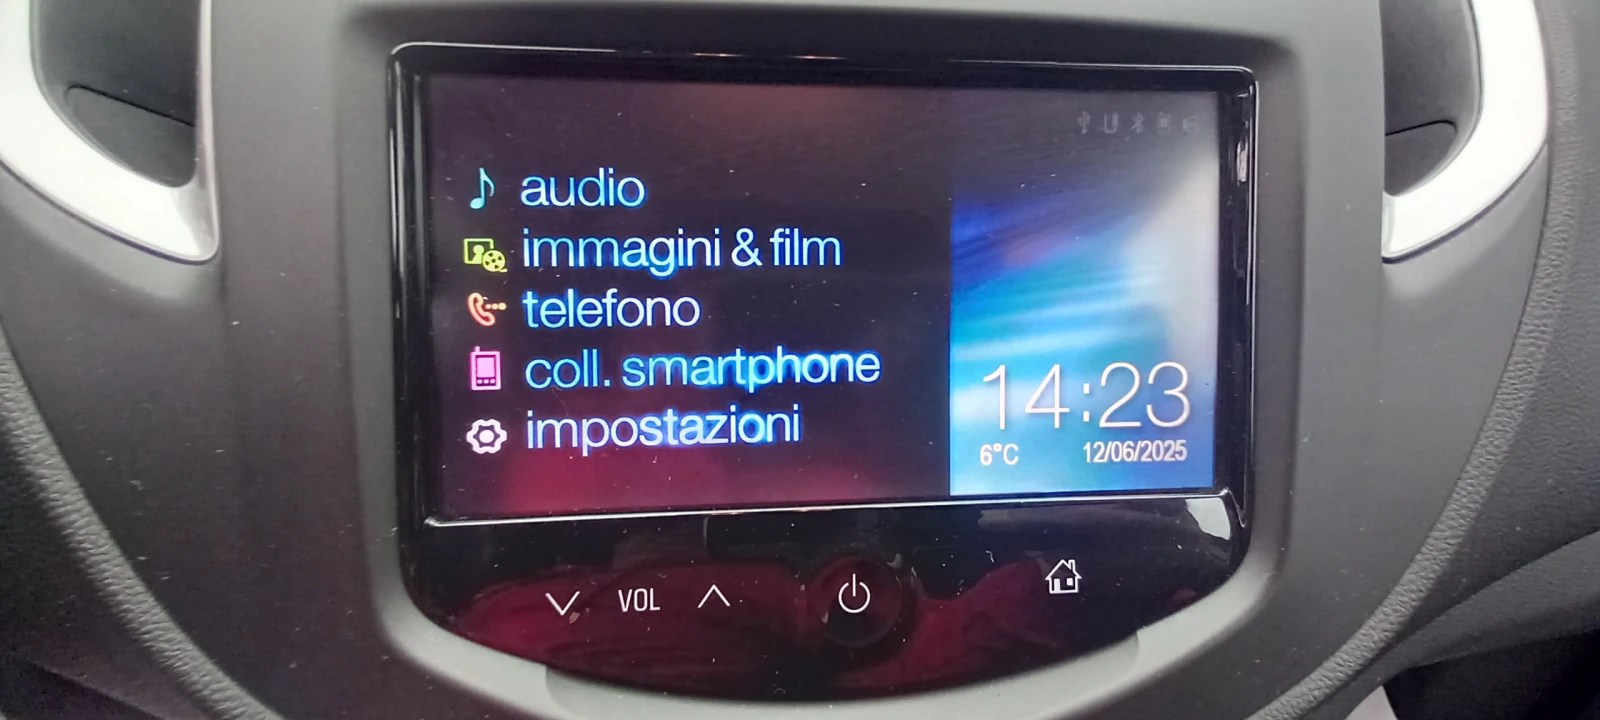 audio
immagini & film
telefono
coll. smartphone
impostazioni
14:23
6°C 12/06/2025
VOL